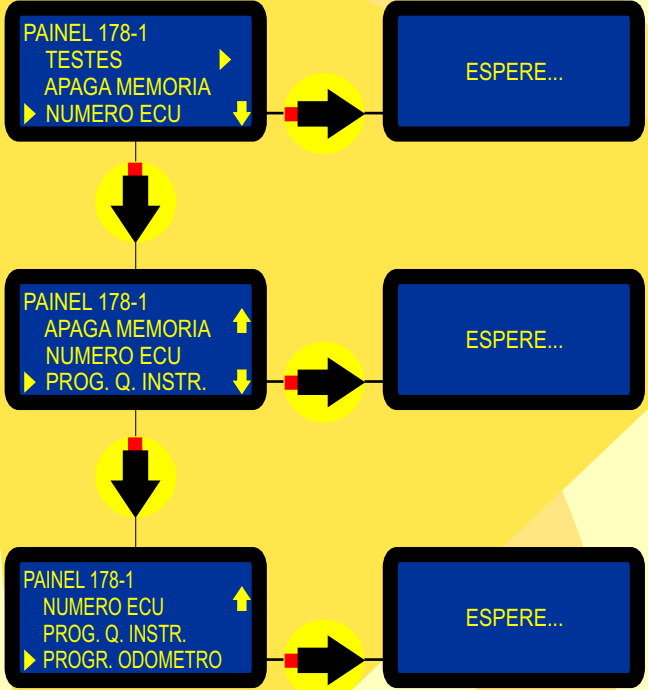 PAINEL 178-1
TESTES
APAGA MEMORIA
NUMERO ECU
ESPERE...
PAINEL 178-1
APAGA MEMORIA
NUMERO ECU
PROG. Q. INSTR.
ESPERE...
PAINEL 178-1
NUMERO ECU
PROG. Q. INSTR.
PROGR. ODOMETRO
ESPERE...